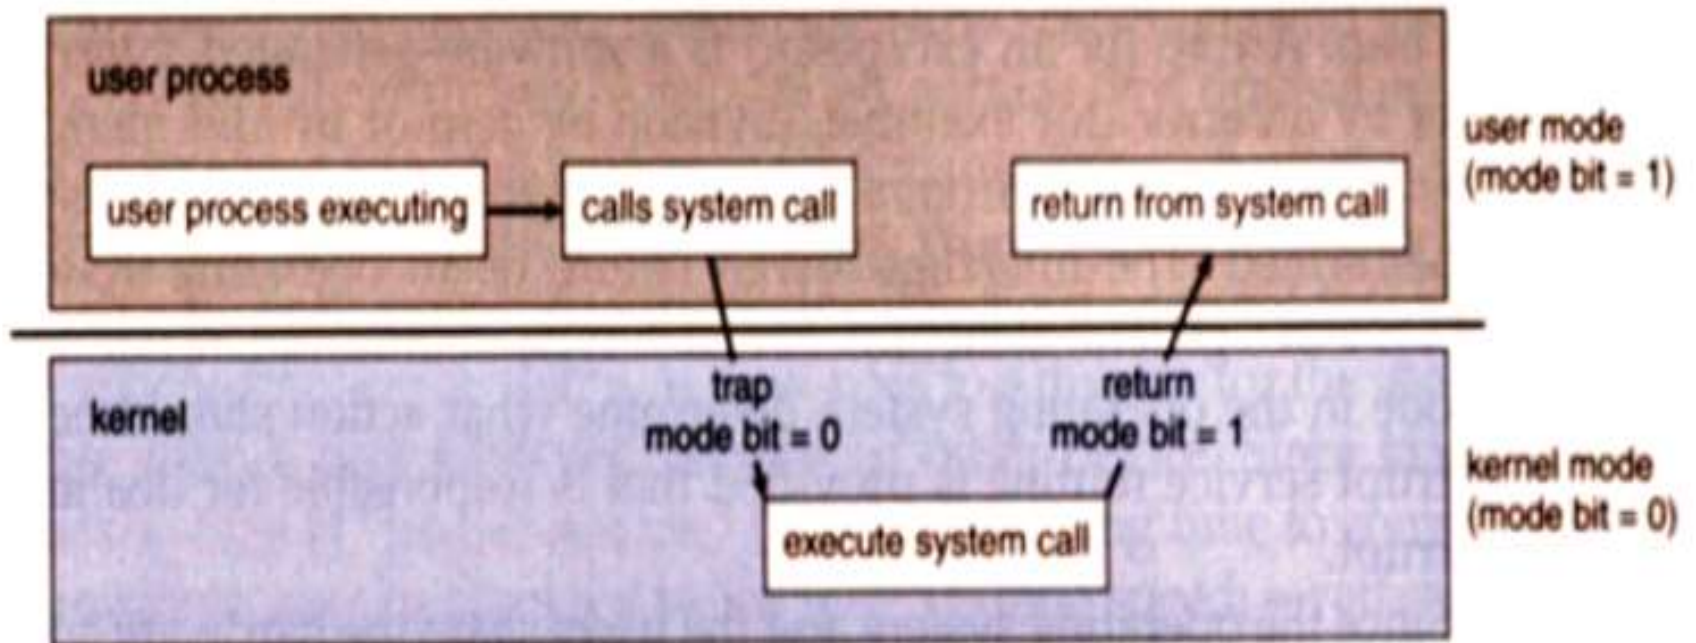 user process
user process executing
calls system call
return from system call
user mode
(mode bit = 1)
trap
mode bit = 0
return
mode bit = 1
kernel
kernel mode
(mode bit = 0)
execute system call